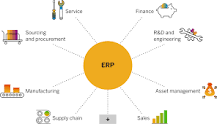 Service
Finance
Sourcing
and procurement
R&D and
engineering
ERP
Manufacturing
Asset management
Supply chain
+
Sales